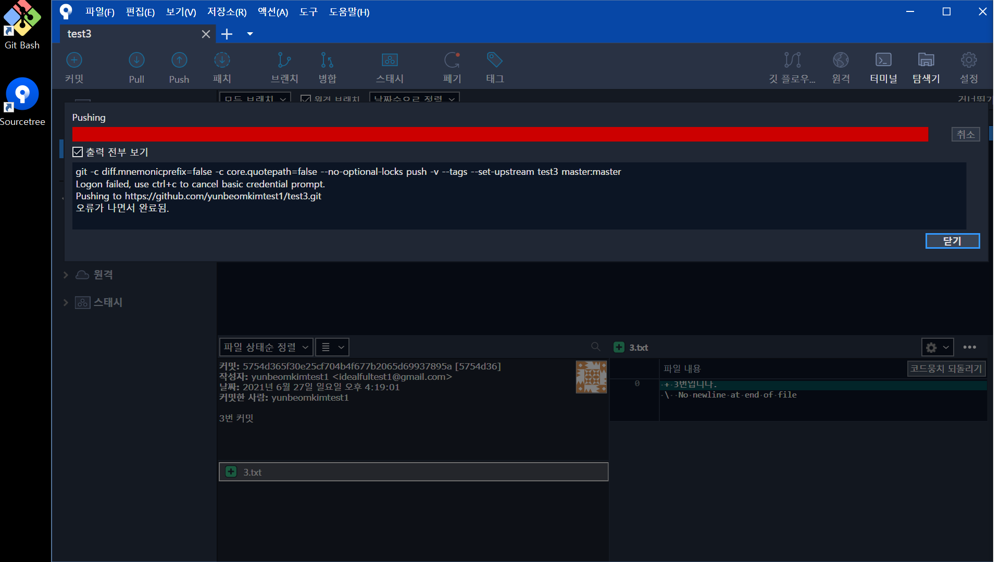 Git Bash
Sourcetree
파일(F) 편집(E) 보기(V) 저장소(R) 액션(A) 도구 도움말(H)
test3
커밋 Pull Push 패치 브랜치 병합 스태시 폐기 태그 깃 플로우... 원격 터미널 탐색기 설정
모든 브랜치 원격 브랜치 날짜순으로 정렬 건너뛰기
Pushing
취소
출력 전부 보기
git -c diff.mnemonicprefix=false -c core.quotepath=false --no-optional-locks push -v --tags --set-upstream test3 master:master
Logon failed, use ctrl+c to cancel basic credential prompt.
Pushing to https://github.com/yunbeomkimtest1/test3.git
오류가 나면서 완료됨.
닫기
원격
스태시
파일 상태순 정렬
커밋: 5754d365f30e25cf704b4f677b2065d69937895a [5754d36]
작성자: yunbeomkimtest1 <idealfultest1@gmail.com>
날짜: 2021년 6월 27일 일요일 오후 4:19:01
커밋한 사람: yunbeomkimtest1
3번 커밋
3.txt
3.txt
파일 내용 코드뭉치 되돌리기
0 + 3번입니다.
\ No newline at end of file